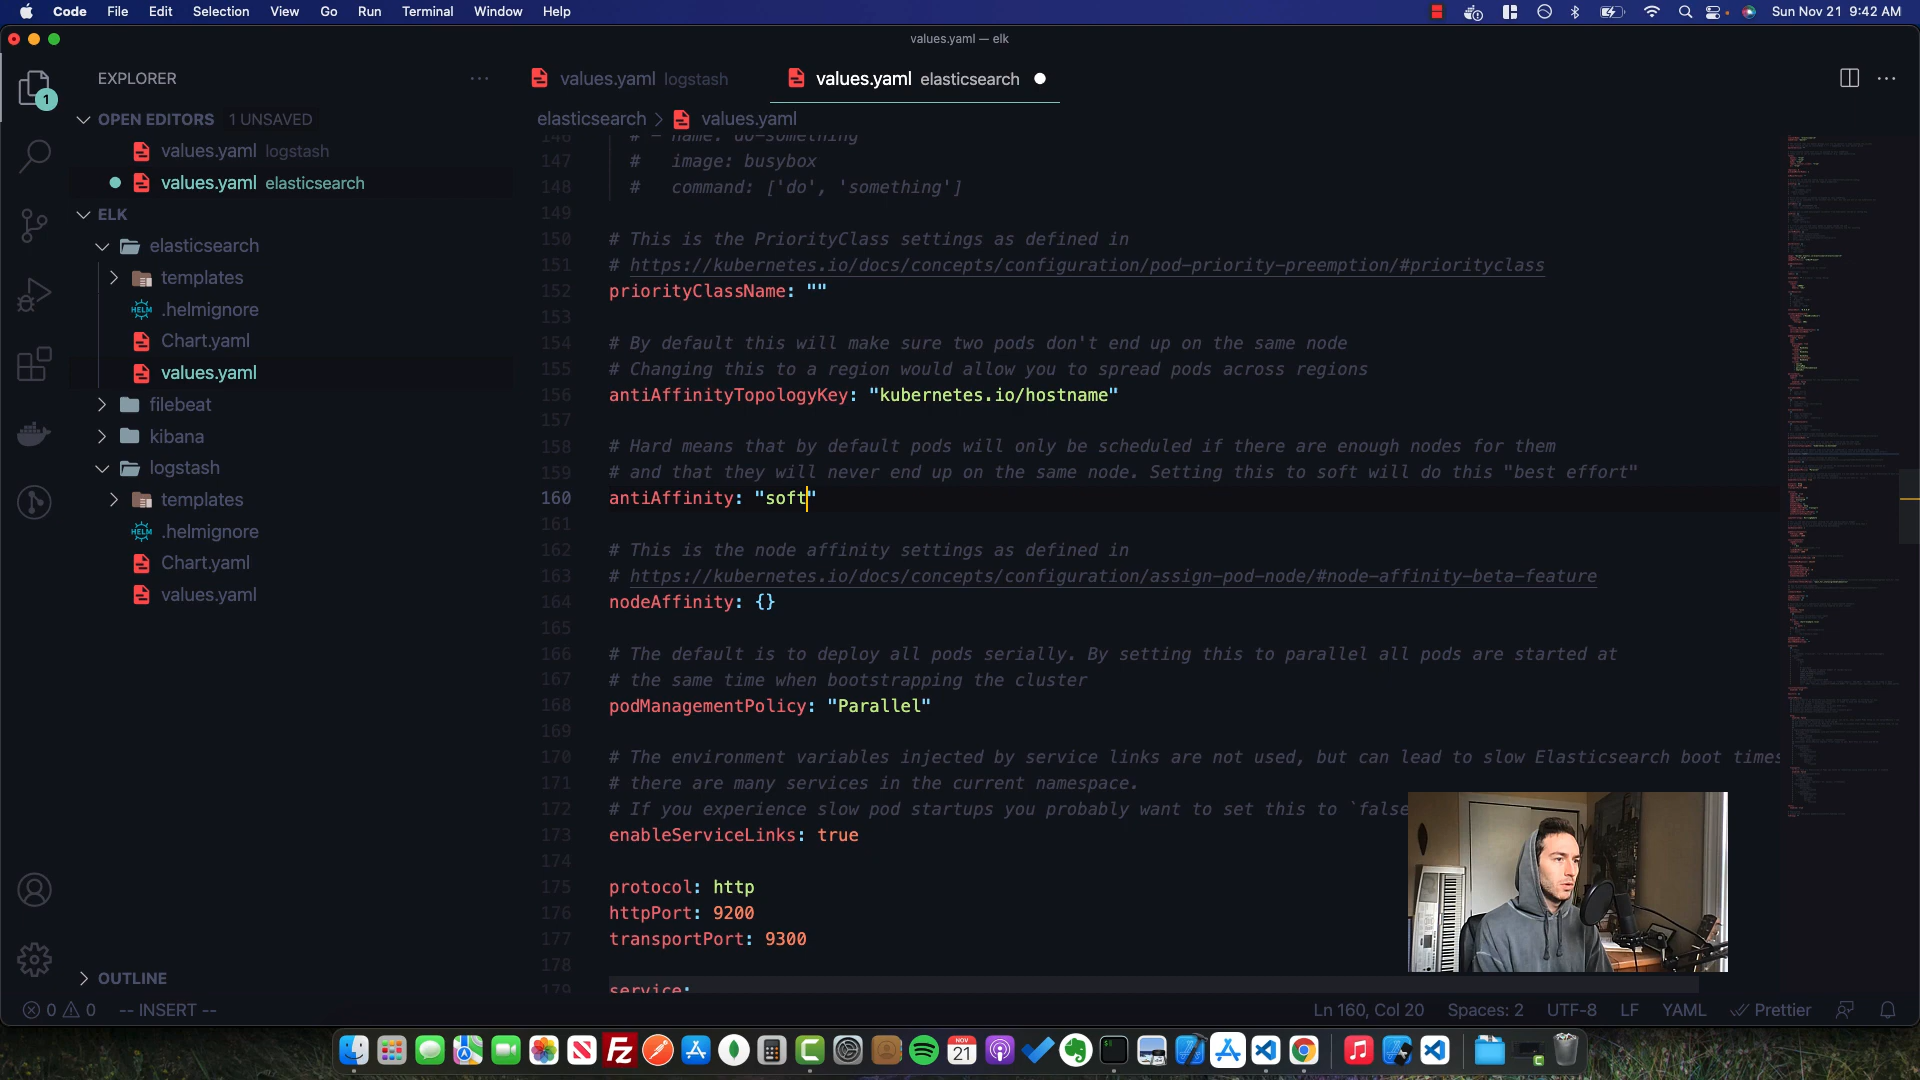 Code File Edit Selection View Go Run Terminal Window Help Sun Nov 21 9:42 AM
values.yaml — elk
EXPLORER
values.yaml logstash
values.yaml elasticsearch
1
OPEN EDITORS 1 UNSAVED
values.yaml logstash
values.yaml elasticsearch
ELK
elasticsearch
templates
.helmignore
Chart.yaml
values.yaml
filebeat
kibana
logstash
templates
.helmignore
Chart.yaml
values.yaml
OUTLINE
elasticsearch > values.yaml
146 # - name: do-something
147 # image: busybox
148 # command: ['do', 'something']
149
150 # This is the PriorityClass settings as defined in
151 # https://kubernetes.io/docs/concepts/configuration/pod-priority-preemption/#priorityclass
152 priorityClassName: ""
153
154 # By default this will make sure two pods don't end up on the same node
155 # Changing this to a region would allow you to spread pods across regions
156 antiAffinityTopologyKey: "kubernetes.io/hostname"
157
158 # Hard means that by default pods will only be scheduled if there are enough nodes for them
159 # and that they will never end up on the same node. Setting this to soft will do this "best effort"
160 antiAffinity: "soft"
161
162 # This is the node affinity settings as defined in
163 # https://kubernetes.io/docs/concepts/configuration/assign-pod-node/#node-affinity-beta-feature
164 nodeAffinity: {}
165
166 # The default is to deploy all pods serially. By setting this to parallel all pods are started at
167 # the same time when bootstrapping the cluster
168 podManagementPolicy: "Parallel"
169
170 # The environment variables injected by service links are not used, but can lead to slow Elasticsearch boot times
171 # there are many services in the current namespace.
172 # If you experience slow pod startups you probably want to set this to `false
173 enableServiceLinks: true
174
175 protocol: http
176 httpPort: 9200
177 transportPort: 9300
178
179 service:
0 0 -- INSERT -- Ln 160, Col 20 Spaces: 2 UTF-8 LF YAML Prettier
NOV
21